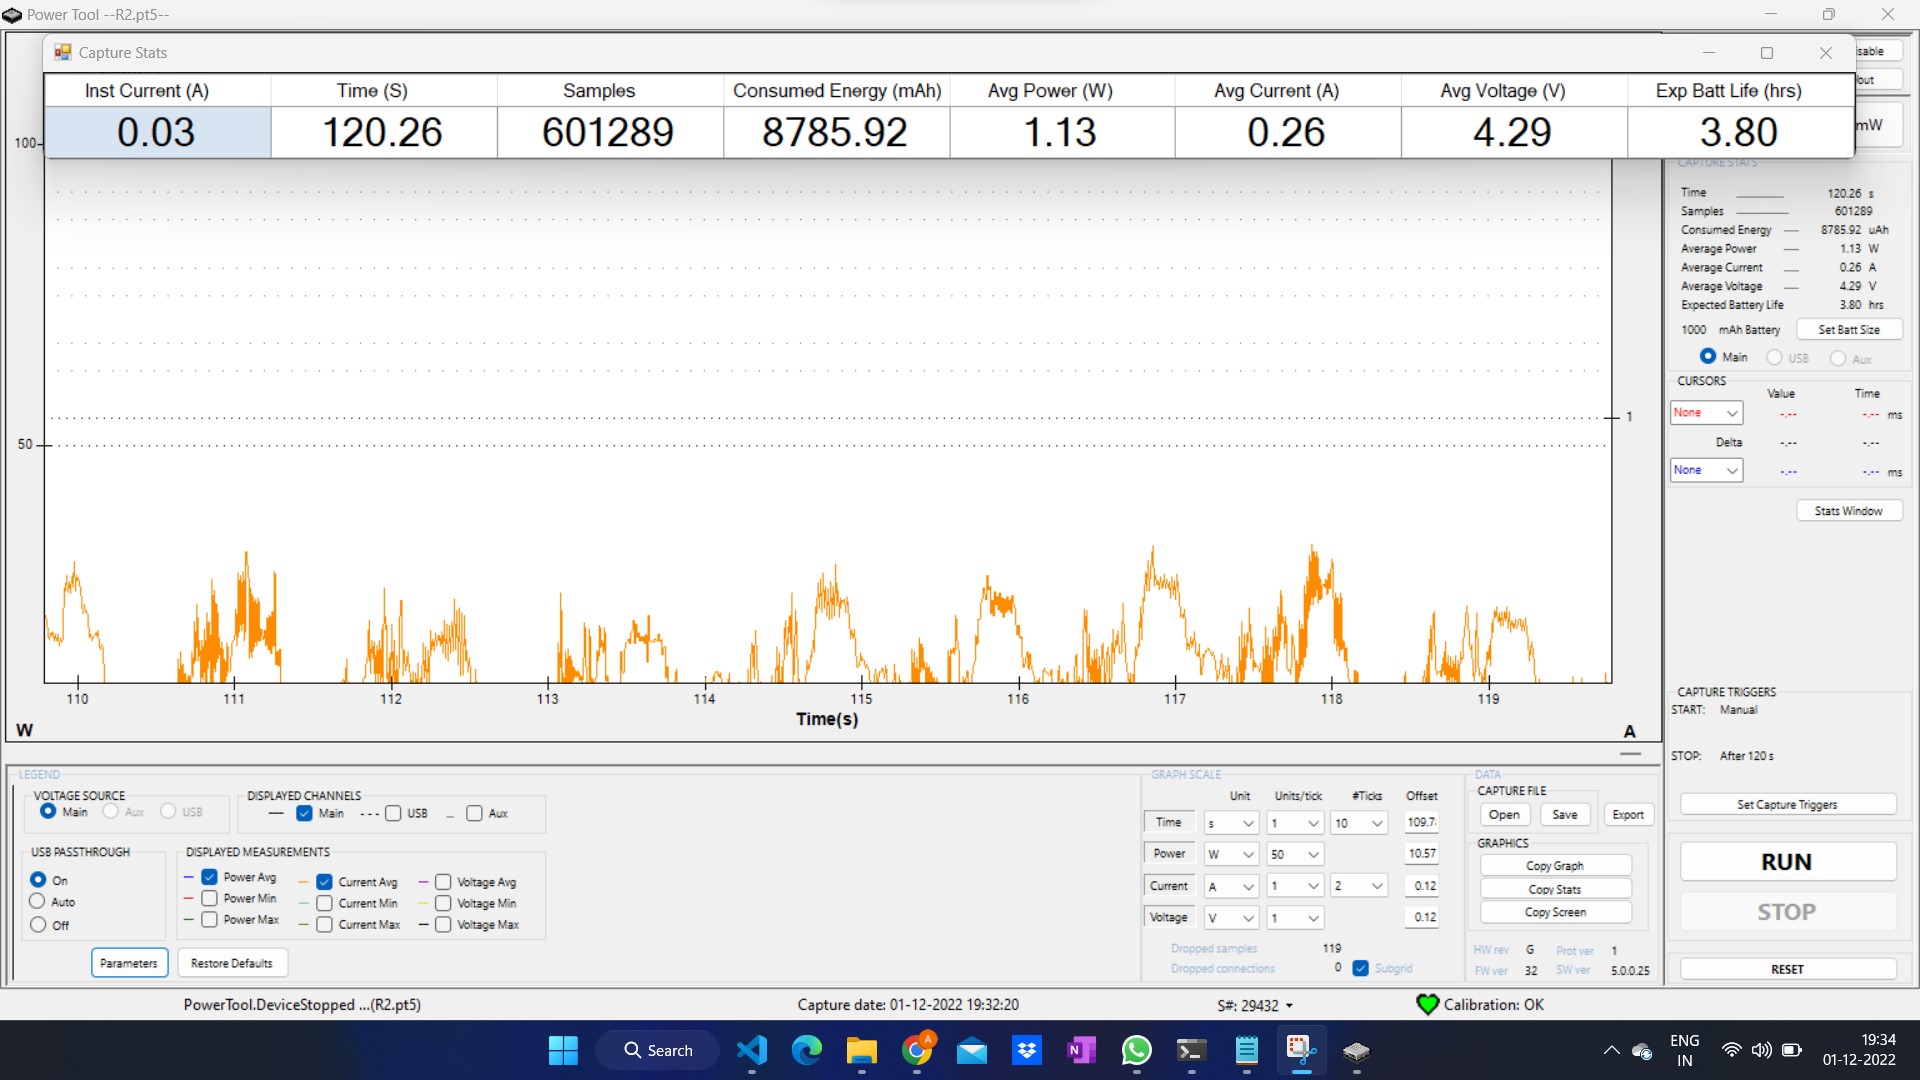 Power Tool --R2.pt5--
Capture Stats
Inst Current (A) Time (S) Samples Consumed Energy (mAh) Avg Power (W) Avg Current (A) Avg Voltage (V) Exp Batt Life (hrs)
0.03 120.26 601289 8785.92 1.13 0.26 4.29 3.80
100
50
1
110 111 112 113 114 115 116 117 118 119
Time(s)
W
A
mW
CAPTURE STATS
Time 120.26 s
Samples 601289
Consumed Energy 8785.92 uAh
Average Power 1.13 W
Average Current 0.26 A
Average Voltage 4.29 V
Expected Battery Life 3.80 hrs
1000 mAh Battery Set Batt Size
Main USB Aux
CURSORS
Value Time
None -.-- -.-- ms
Delta -.-- -.--
None -.-- -.-- ms
Stats Window
CAPTURE TRIGGERS
START: Manual
STOP: After 120 s
Set Capture Triggers
RUN
STOP
RESET
LEGEND
VOLTAGE SOURCE
Main Aux USB
DISPLAYED CHANNELS
Main USB Aux
USB PASSTHROUGH
On
Auto
Off
DISPLAYED MEASUREMENTS
Power Avg Current Avg Voltage Avg
Power Min Current Min Voltage Min
Power Max Current Max Voltage Max
Parameters Restore Defaults
GRAPH SCALE
Unit Units/tick #Ticks Offset
Time s 1 10 109.7
Power W 50 10.57
Current A 1 2 0.12
Voltage V 1 0.12
Dropped samples 119
Dropped connections 0 Subgrid
DATA
CAPTURE FILE
Open Save Export
GRAPHICS
Copy Graph
Copy Stats
Copy Screen
HW rev G Prot ver 1
FW ver 32 SW ver 5.0.0.25
PowerTool.DeviceStopped ...(R2.pt5) Capture date: 01-12-2022 19:32:20 S#: 29432 Calibration: OK
Search
A
N
ENG
IN
19:34
01-12-2022